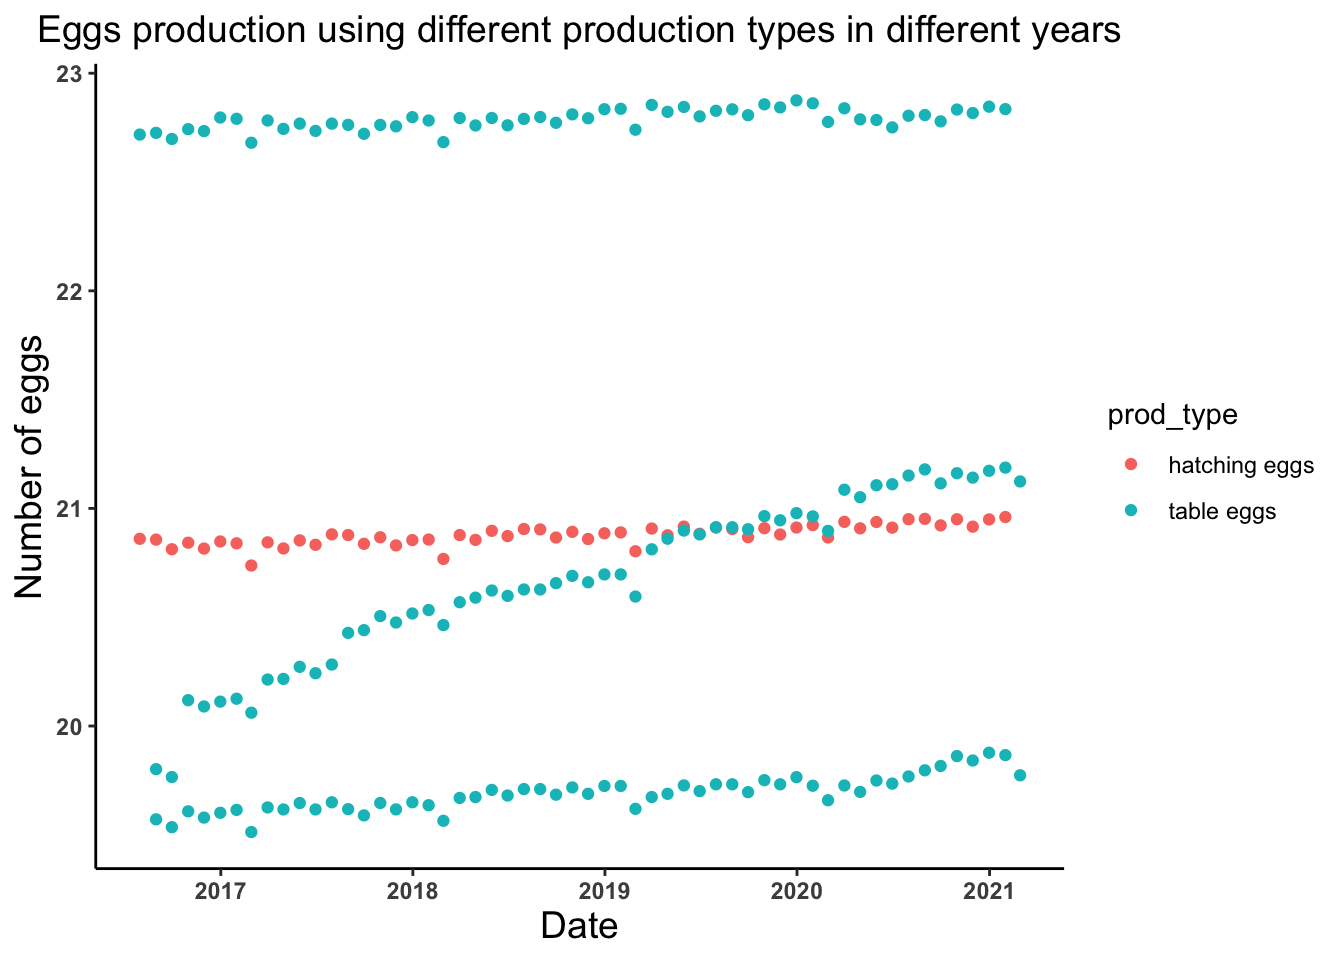 Eggs production using different production types in different years
23
22
21
20
Number of eggs
2017 2018 2019 2020 2021
Date
prod_type
hatching eggs
table eggs